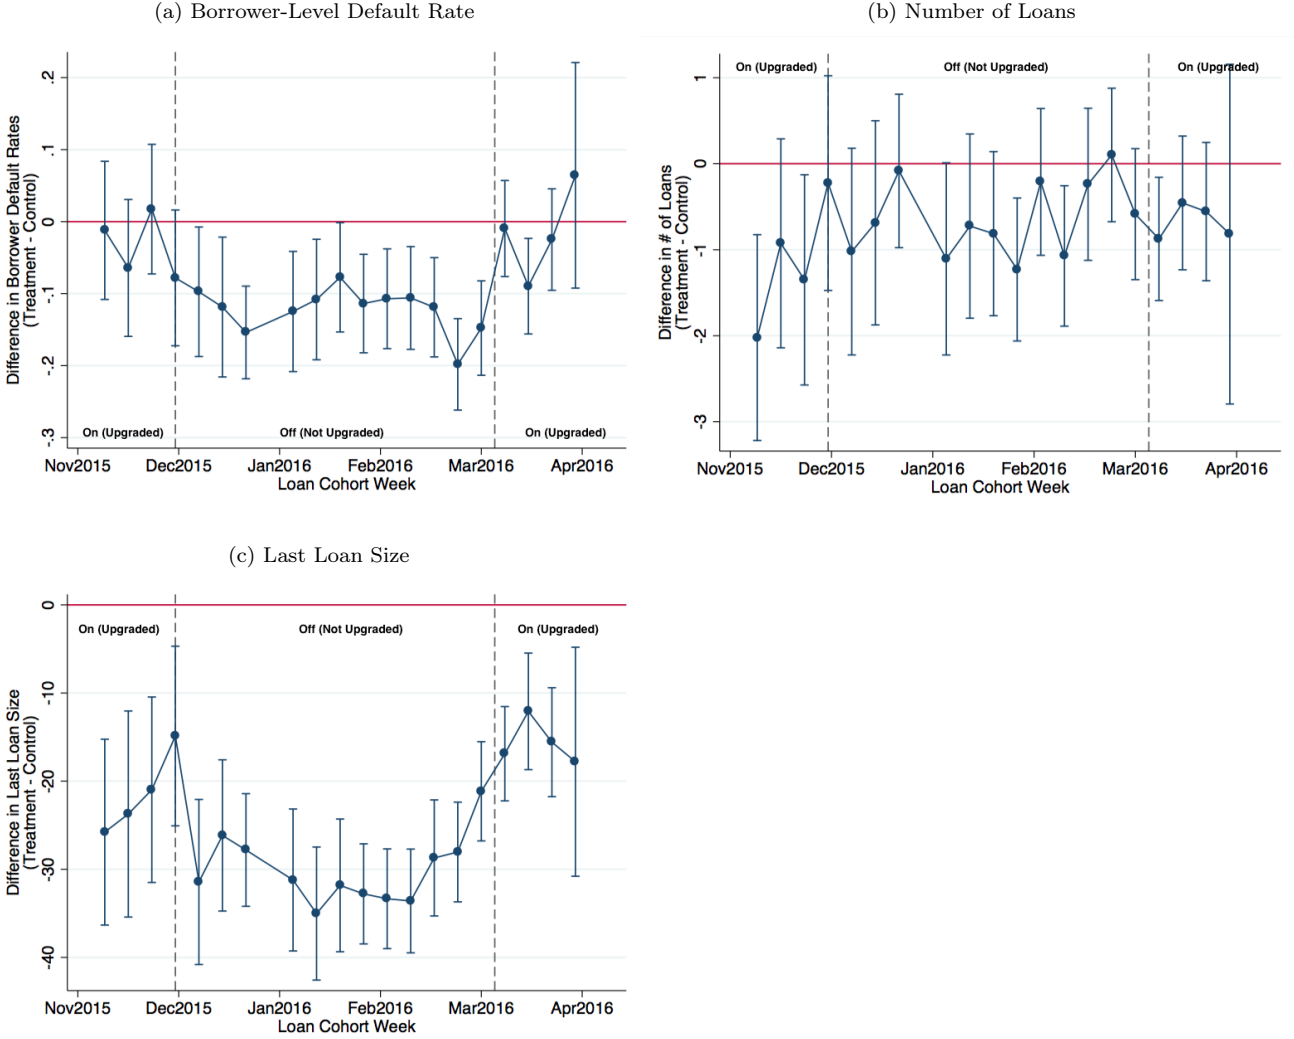 (a) Borrower-Level Default Rate
Difference in Borrower Default Rates
(Treatment - Control)
.2
.1
0
-.1
-.2
-.3
On (Upgraded)
Off (Not Upgraded)
On (Upgraded)
Nov2015
Dec2015
Jan2016
Feb2016
Mar2016
Apr2016
Loan Cohort Week
(b) Number of Loans
Difference in # of Loans
(Treatment - Control)
On (Upgraded)
Off (Not Upgraded)
On (Upgraded)
1
0
-1
-2
-3
Nov2015
Dec2015
Jan2016
Feb2016
Mar2016
Apr2016
Loan Cohort Week
(c) Last Loan Size
Difference in Last Loan Size
(Treatment - Control)
0
On (Upgraded)
Off (Not Upgraded)
On (Upgraded)
-10
-20
-30
-40
Nov2015
Dec2015
Jan2016
Feb2016
Mar2016
Apr2016
Loan Cohort Week